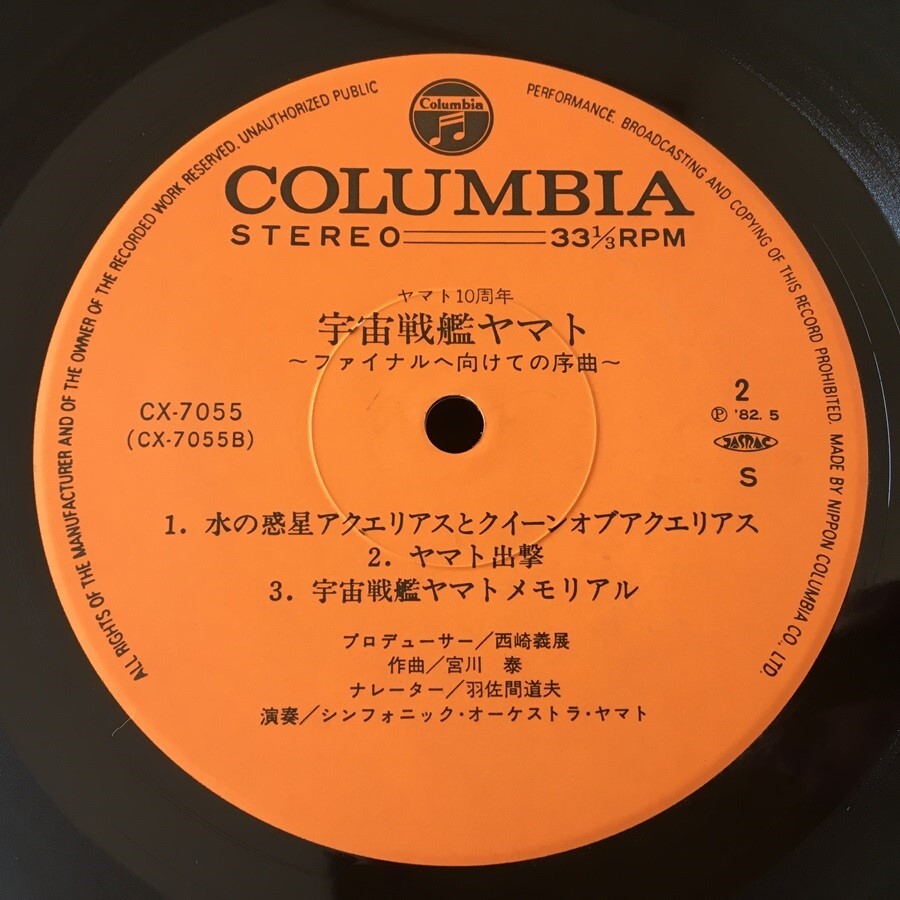 Columbia
ALL RIGHTS OF THE MANUFACTURER AND OF THE OWNER OF THE RECORDED WORK RESERVED. UNAUTHORIZED PUBLIC
PERFORMANCE. BROADCASTING AND COPYING OF THIS RECORD PROHIBITED. MADE BY NIPPON COLUMBIA CO., LTD.
COLUMBIA
STEREO 33⅓RPM
ヤマト10周年
宇宙戦艦ヤマト
〜ファイナルへ向けての序曲〜
CX-7055
(CX-7055B)
2
Ⓟ '82. 5
JASRAC
S
1. 水の惑星アクエリアスとクイーンオブアクエリアス
2. ヤマト出撃
3. 宇宙戦艦ヤマトメモリアル
プロデューサー/西崎義展
作曲/宮川 泰
ナレーター/羽佐間道夫
演奏/シンフォニック・オーケストラ・ヤマト